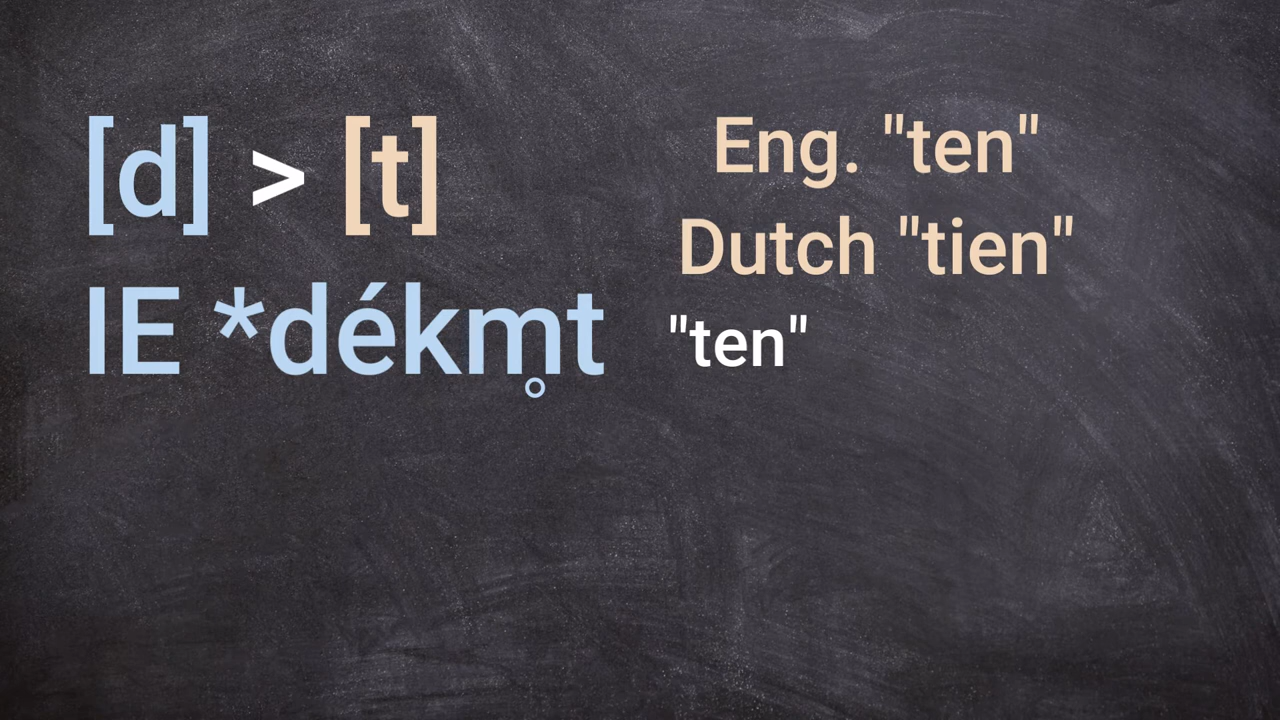 [d] > [t]
IE *dékm̥t
Eng. "ten"
Dutch "tien"
"ten"